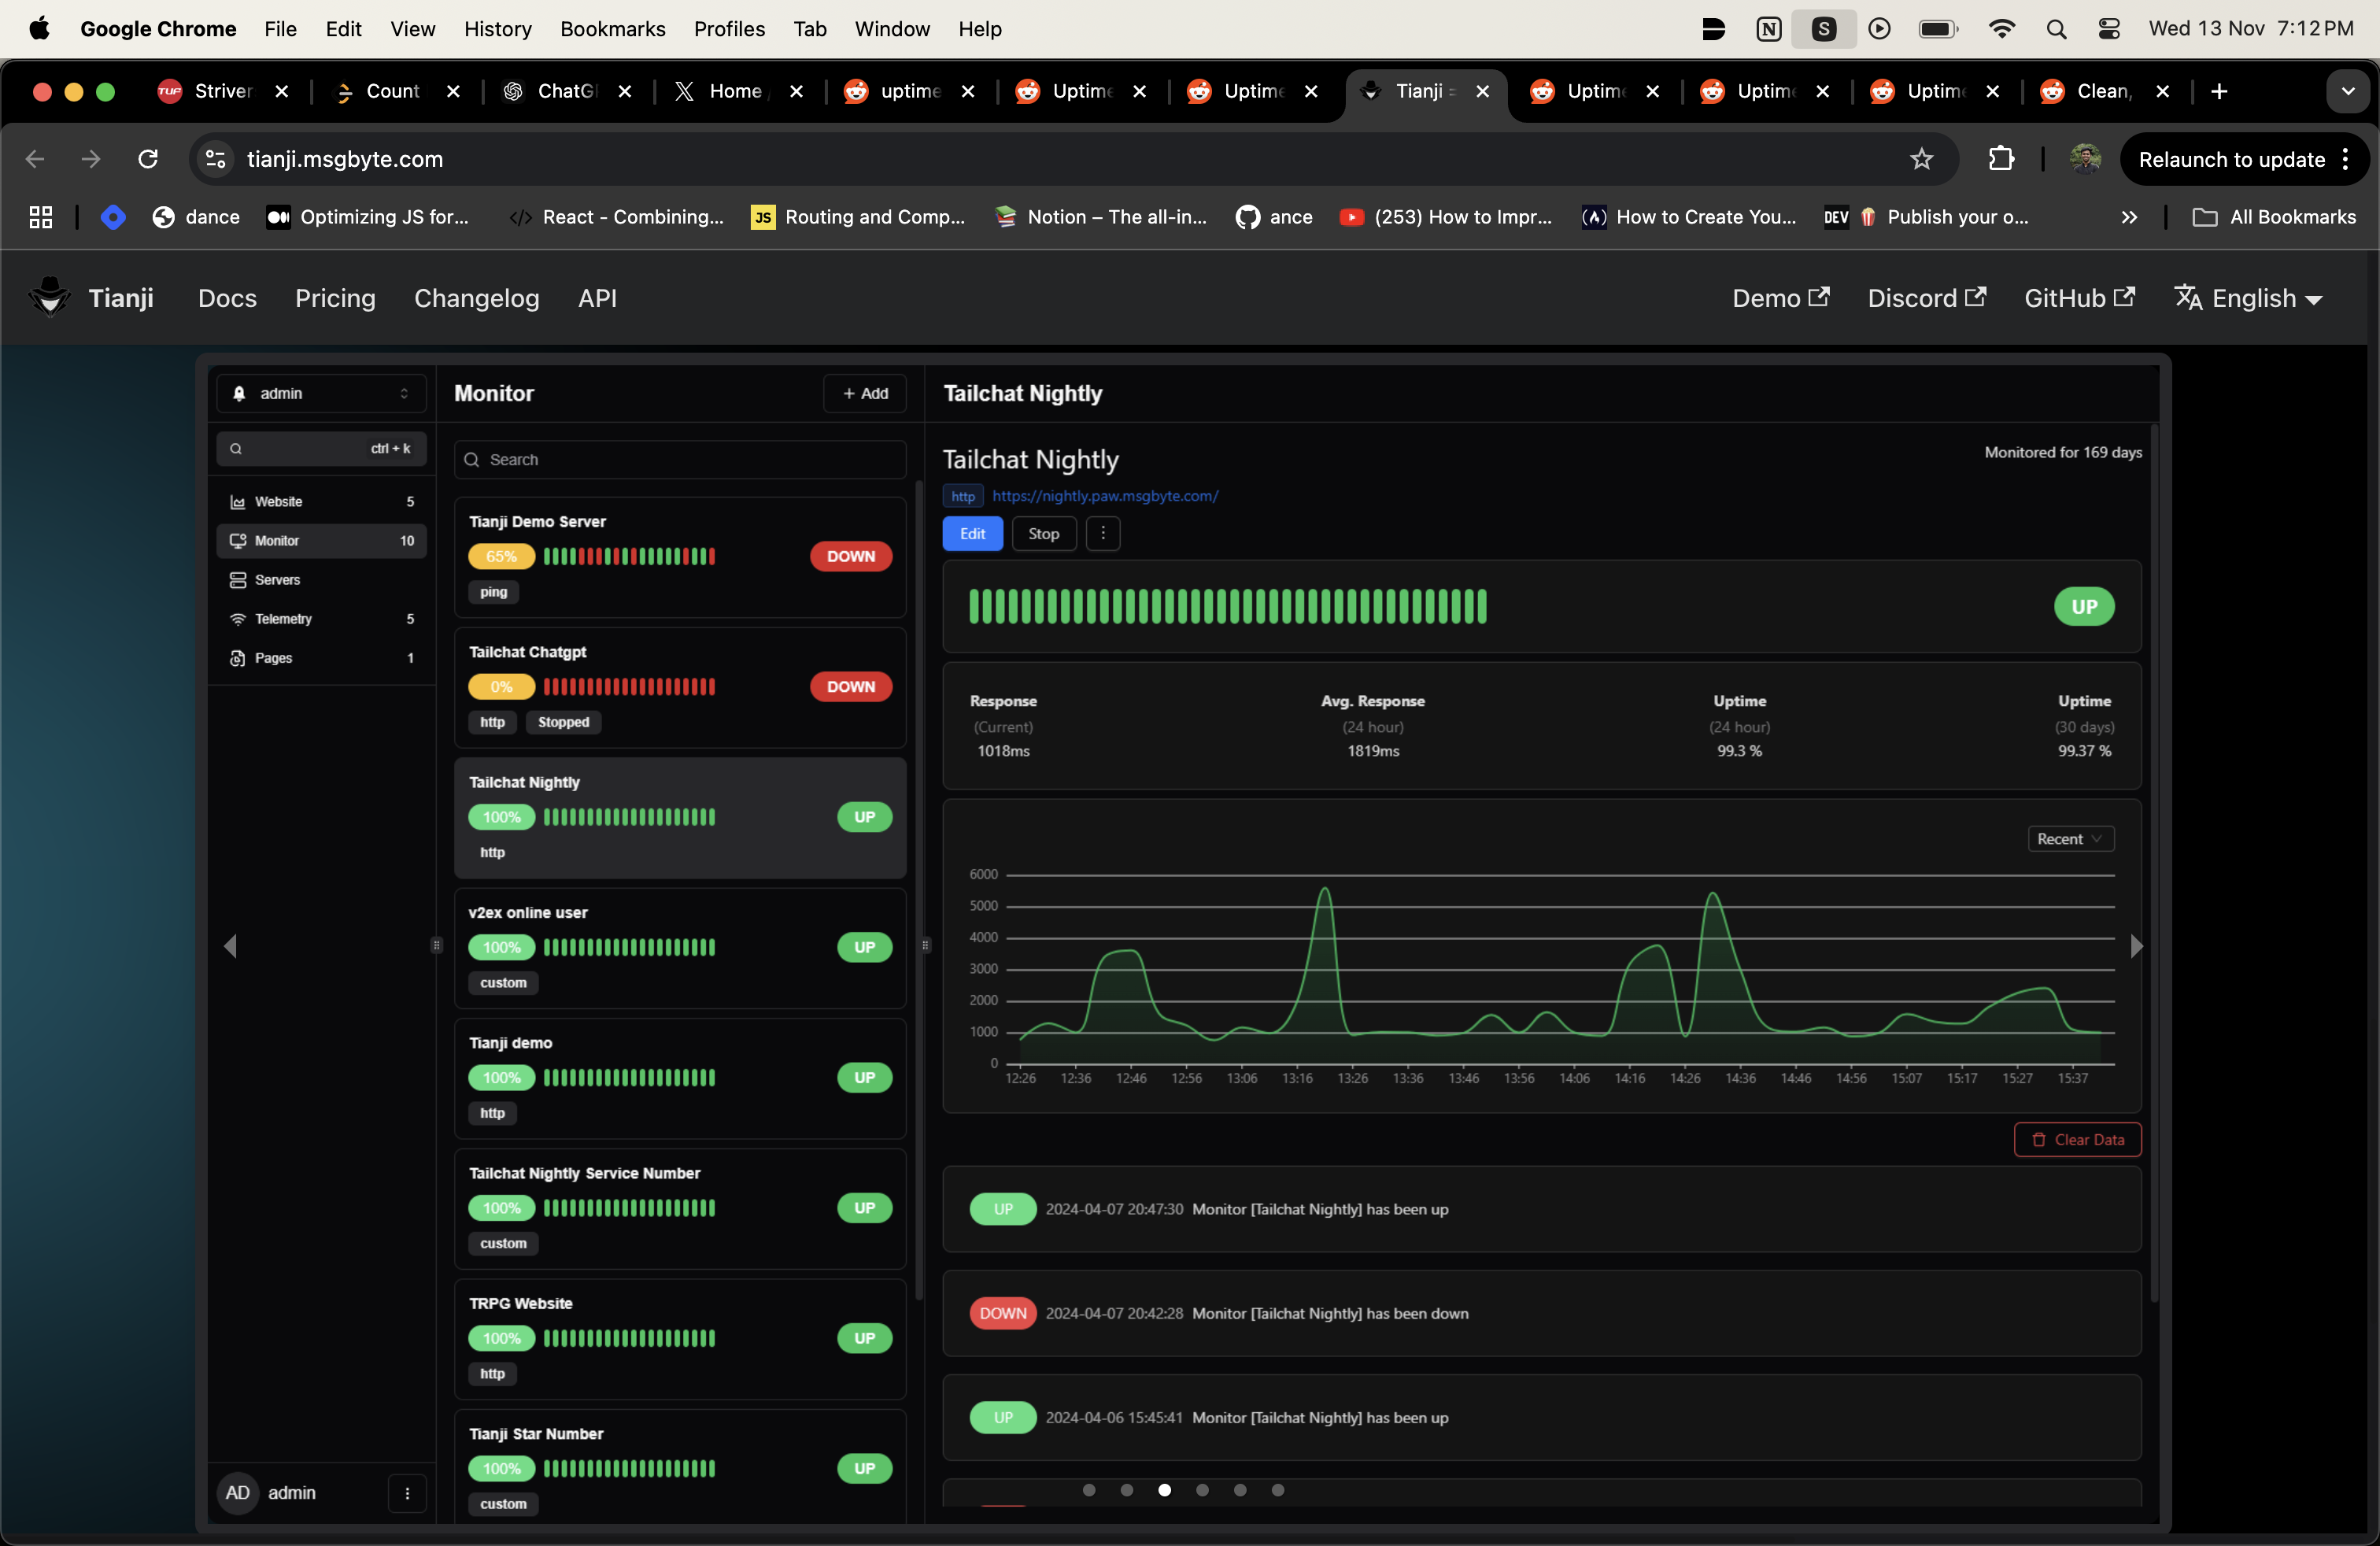 Google Chrome File Edit View History Bookmarks Profiles Tab Window Help N S Wed 13 Nov 7:12 PM
TUF Striver Count ChatG Home uptime Uptime Uptime Tianji Uptime Uptime Uptime Clean,
tianji.msgbyte.com Relaunch to update
dance Optimizing JS for... React - Combining... JS Routing and Comp... Notion – The all-in... ance (253) How to Impr... How to Create You... DEV Publish your o... All Bookmarks
Tianji Docs Pricing Changelog API Demo Discord GitHub English
admin
ctrl + k
Website 5
Monitor 10
Servers
Telemetry 5
Pages 1
AD admin
Monitor + Add
Search
Tianji Demo Server
65% DOWN
ping
Tailchat Chatgpt
0% DOWN
http Stopped
Tailchat Nightly
100% UP
http
v2ex online user
100% UP
custom
Tianji demo
100% UP
http
Tailchat Nightly Service Number
100% UP
custom
TRPG Website
100% UP
http
Tianji Star Number
100% UP
custom
Tailchat Nightly
Tailchat Nightly Monitored for 169 days
http https://nightly.paw.msgbyte.com/
Edit Stop
UP
Response Avg. Response Uptime Uptime
(Current) (24 hour) (24 hour) (30 days)
1018ms 1819ms 99.3 % 99.37 %
Recent
6000
5000
4000
3000
2000
1000
0
12:26 12:36 12:46 12:56 13:06 13:16 13:26 13:36 13:46 13:56 14:06 14:16 14:26 14:36 14:46 14:56 15:07 15:17 15:27 15:37
Clear Data
UP 2024-04-07 20:47:30 Monitor [Tailchat Nightly] has been up
DOWN 2024-04-07 20:42:28 Monitor [Tailchat Nightly] has been down
UP 2024-04-06 15:45:41 Monitor [Tailchat Nightly] has been up